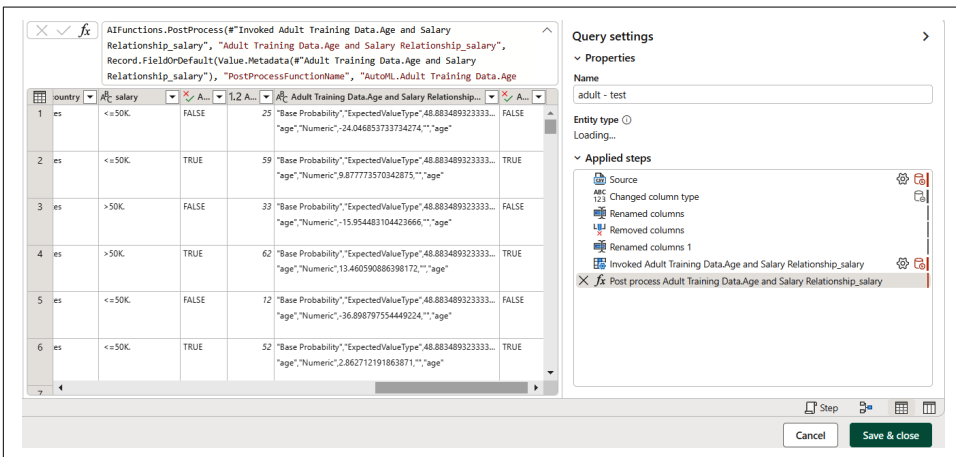 fx
AIFunctions.PostProcess(#"Invoked Adult Training Data.Age and Salary
Relationship_salary", "Adult Training Data.Age and Salary Relationship_salary",
Record.FieldOrDefault(Value.Metadata(#"Adult Training Data.Age and Salary
Relationship_salary"), "PostProcessFunctionName", "AutoML.Adult Training Data.Age
ountry ABC salary A... 1.2 A... ABC Adult Training Data.Age and Salary Relationship... A...
1 es <=50K. FALSE 25 "Base Probability","ExpectedValueType",48.883489323333... FALSE
"age","Numeric",-24.046853733734274,"","age"
2 es <=50K. TRUE 59 "Base Probability","ExpectedValueType",48.883489323333... TRUE
"age","Numeric",9.877773570342875,"","age"
3 es >50K. FALSE 33 "Base Probability","ExpectedValueType",48.883489323333... FALSE
"age","Numeric",-15.954483104423666,"","age"
4 es >50K. TRUE 62 "Base Probability","ExpectedValueType",48.883489323333... TRUE
"age","Numeric",13.460590886398172,"","age"
5 es <=50K. FALSE 12 "Base Probability","ExpectedValueType",48.883489323333... FALSE
"age","Numeric",-36.898797554449224,"","age"
6 es <=50K. TRUE 52 "Base Probability","ExpectedValueType",48.883489323333... TRUE
"age","Numeric",2.862712191863871,"","age"
7
Query settings
Properties
Name
adult - test
Entity type
Loading...
Applied steps
Source
ABC 123 Changed column type
Renamed columns
Removed columns
Renamed columns 1
Invoked Adult Training Data.Age and Salary Relationship_salary
fx Post process Adult Training Data.Age and Salary Relationship_salary
Step
Cancel
Save & close